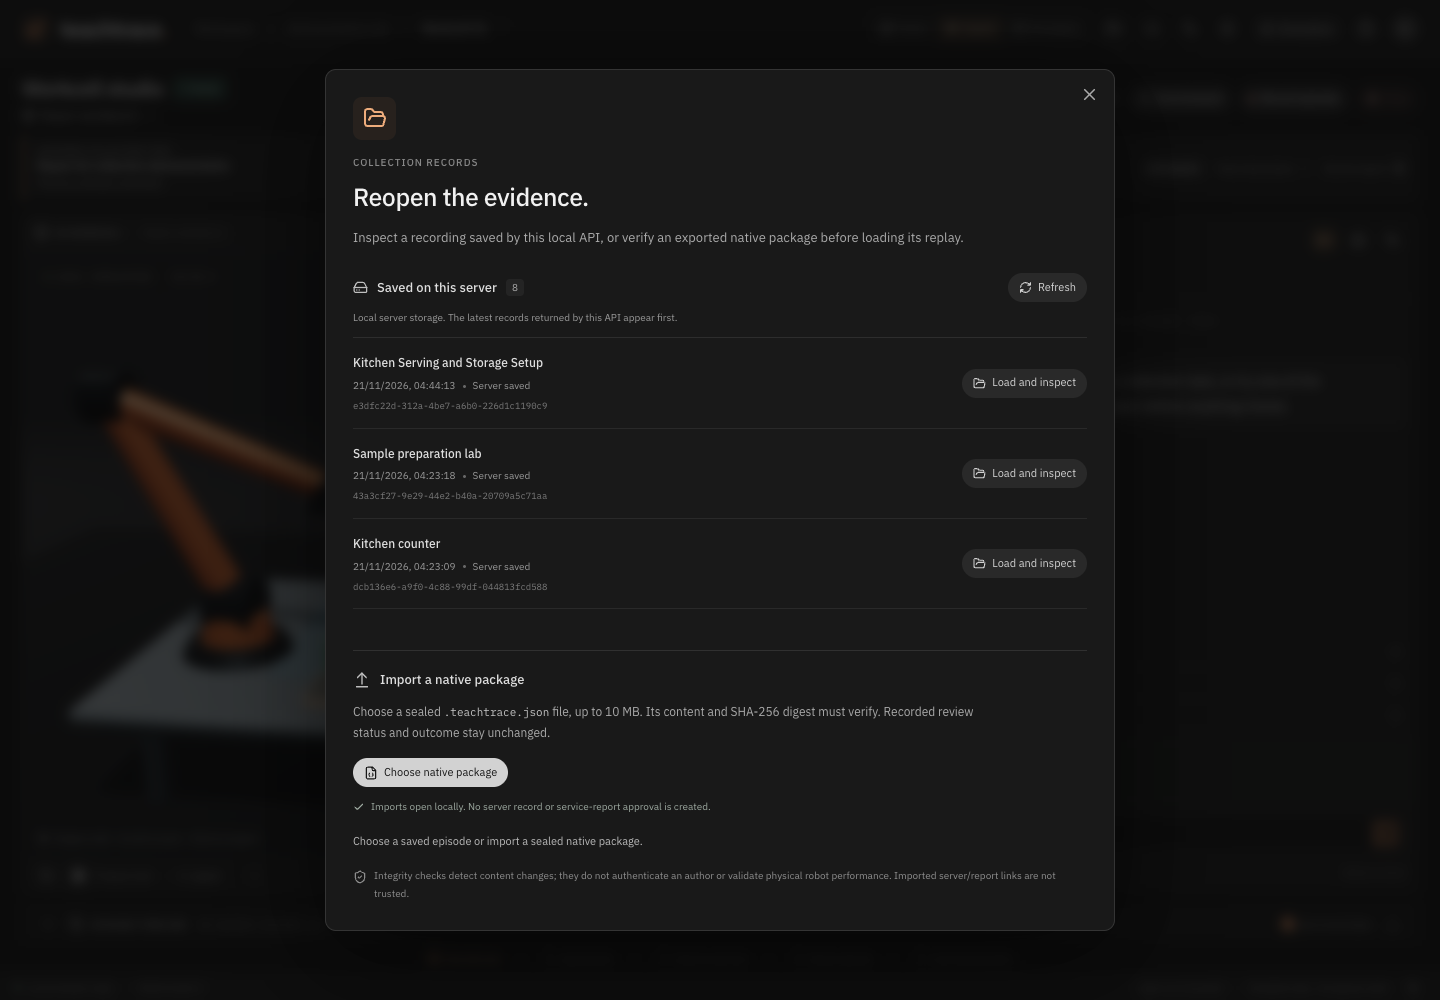 COLLECTION RECORDS
Reopen the evidence.
Inspect a recording saved by this local API, or verify an exported native package before loading its replay.
Saved on this server 8
Refresh
Local server storage. The latest records returned by this API appear first.
Kitchen Serving and Storage Setup
21/11/2026, 04:44:13 • Server saved
e3dfc22d-312a-4be7-a6b0-226d1c1190c9
Load and inspect
Sample preparation lab
21/11/2026, 04:23:18 • Server saved
43a3cf27-9e29-44e2-b40a-20709a5c71aa
Load and inspect
Kitchen counter
21/11/2026, 04:23:09 • Server saved
dcb136e6-a9f0-4c88-99df-044813fcd588
Load and inspect
Import a native package
Choose a sealed .teachtrace.json file, up to 10 MB. Its content and SHA-256 digest must verify. Recorded review
status and outcome stay unchanged.
Choose native package
Imports open locally. No server record or service-report approval is created.
Choose a saved episode or import a sealed native package.
Integrity checks detect content changes; they do not authenticate an author or validate physical robot performance. Imported server/report links are not
trusted.